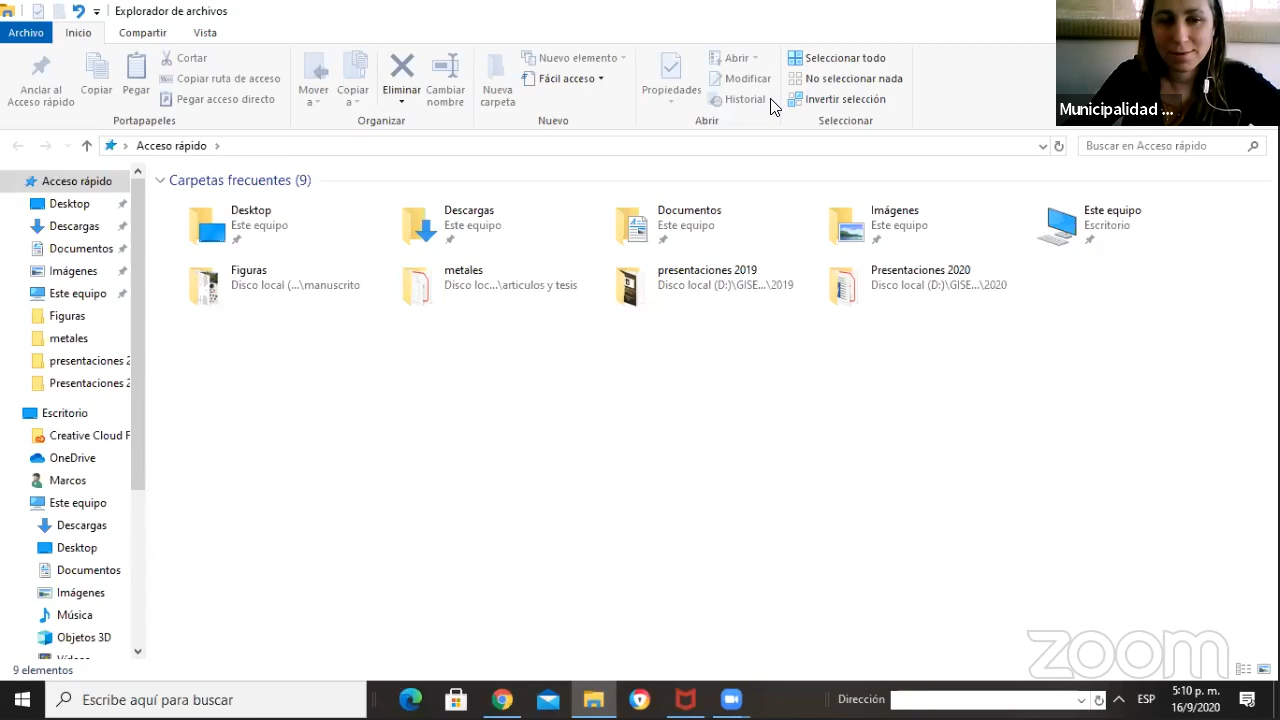 Explorador de archivos
Archivo Inicio Compartir Vista
Anclar al Acceso rápido
Copiar
Pegar
Cortar
Copiar ruta de acceso
Pegar acceso directo
Portapapeles
Mover a
Copiar a
Eliminar
Cambiar nombre
Organizar
Nueva carpeta
Nuevo elemento
Fácil acceso
Nuevo
Propiedades
Abrir
Modificar
Historial
Abrir
Seleccionar todo
No seleccionar nada
Invertir selección
Seleccionar
Municipalidad ...
Acceso rápido
Buscar en Acceso rápido
Acceso rápido
Desktop
Descargas
Documentos
Imágenes
Este equipo
Figuras
metales
presentaciones 2
Presentaciones 2
Escritorio
Creative Cloud F
OneDrive
Marcos
Este equipo
Descargas
Desktop
Documentos
Imágenes
Música
Objetos 3D
Carpetas frecuentes (9)
Desktop
Este equipo
Descargas
Este equipo
Documentos
Este equipo
Imágenes
Este equipo
Este equipo
Escritorio
Figuras
Disco local (...\manuscrito
metales
Disco loc...\articulos y tesis
presentaciones 2019
Disco local (D:)\GISE...\2019
Presentaciones 2020
Disco local (D:)\GISE...\2020
zoom
9 elementos
Escribe aquí para buscar
Dirección
ESP
5:10 p. m.
16/9/2020